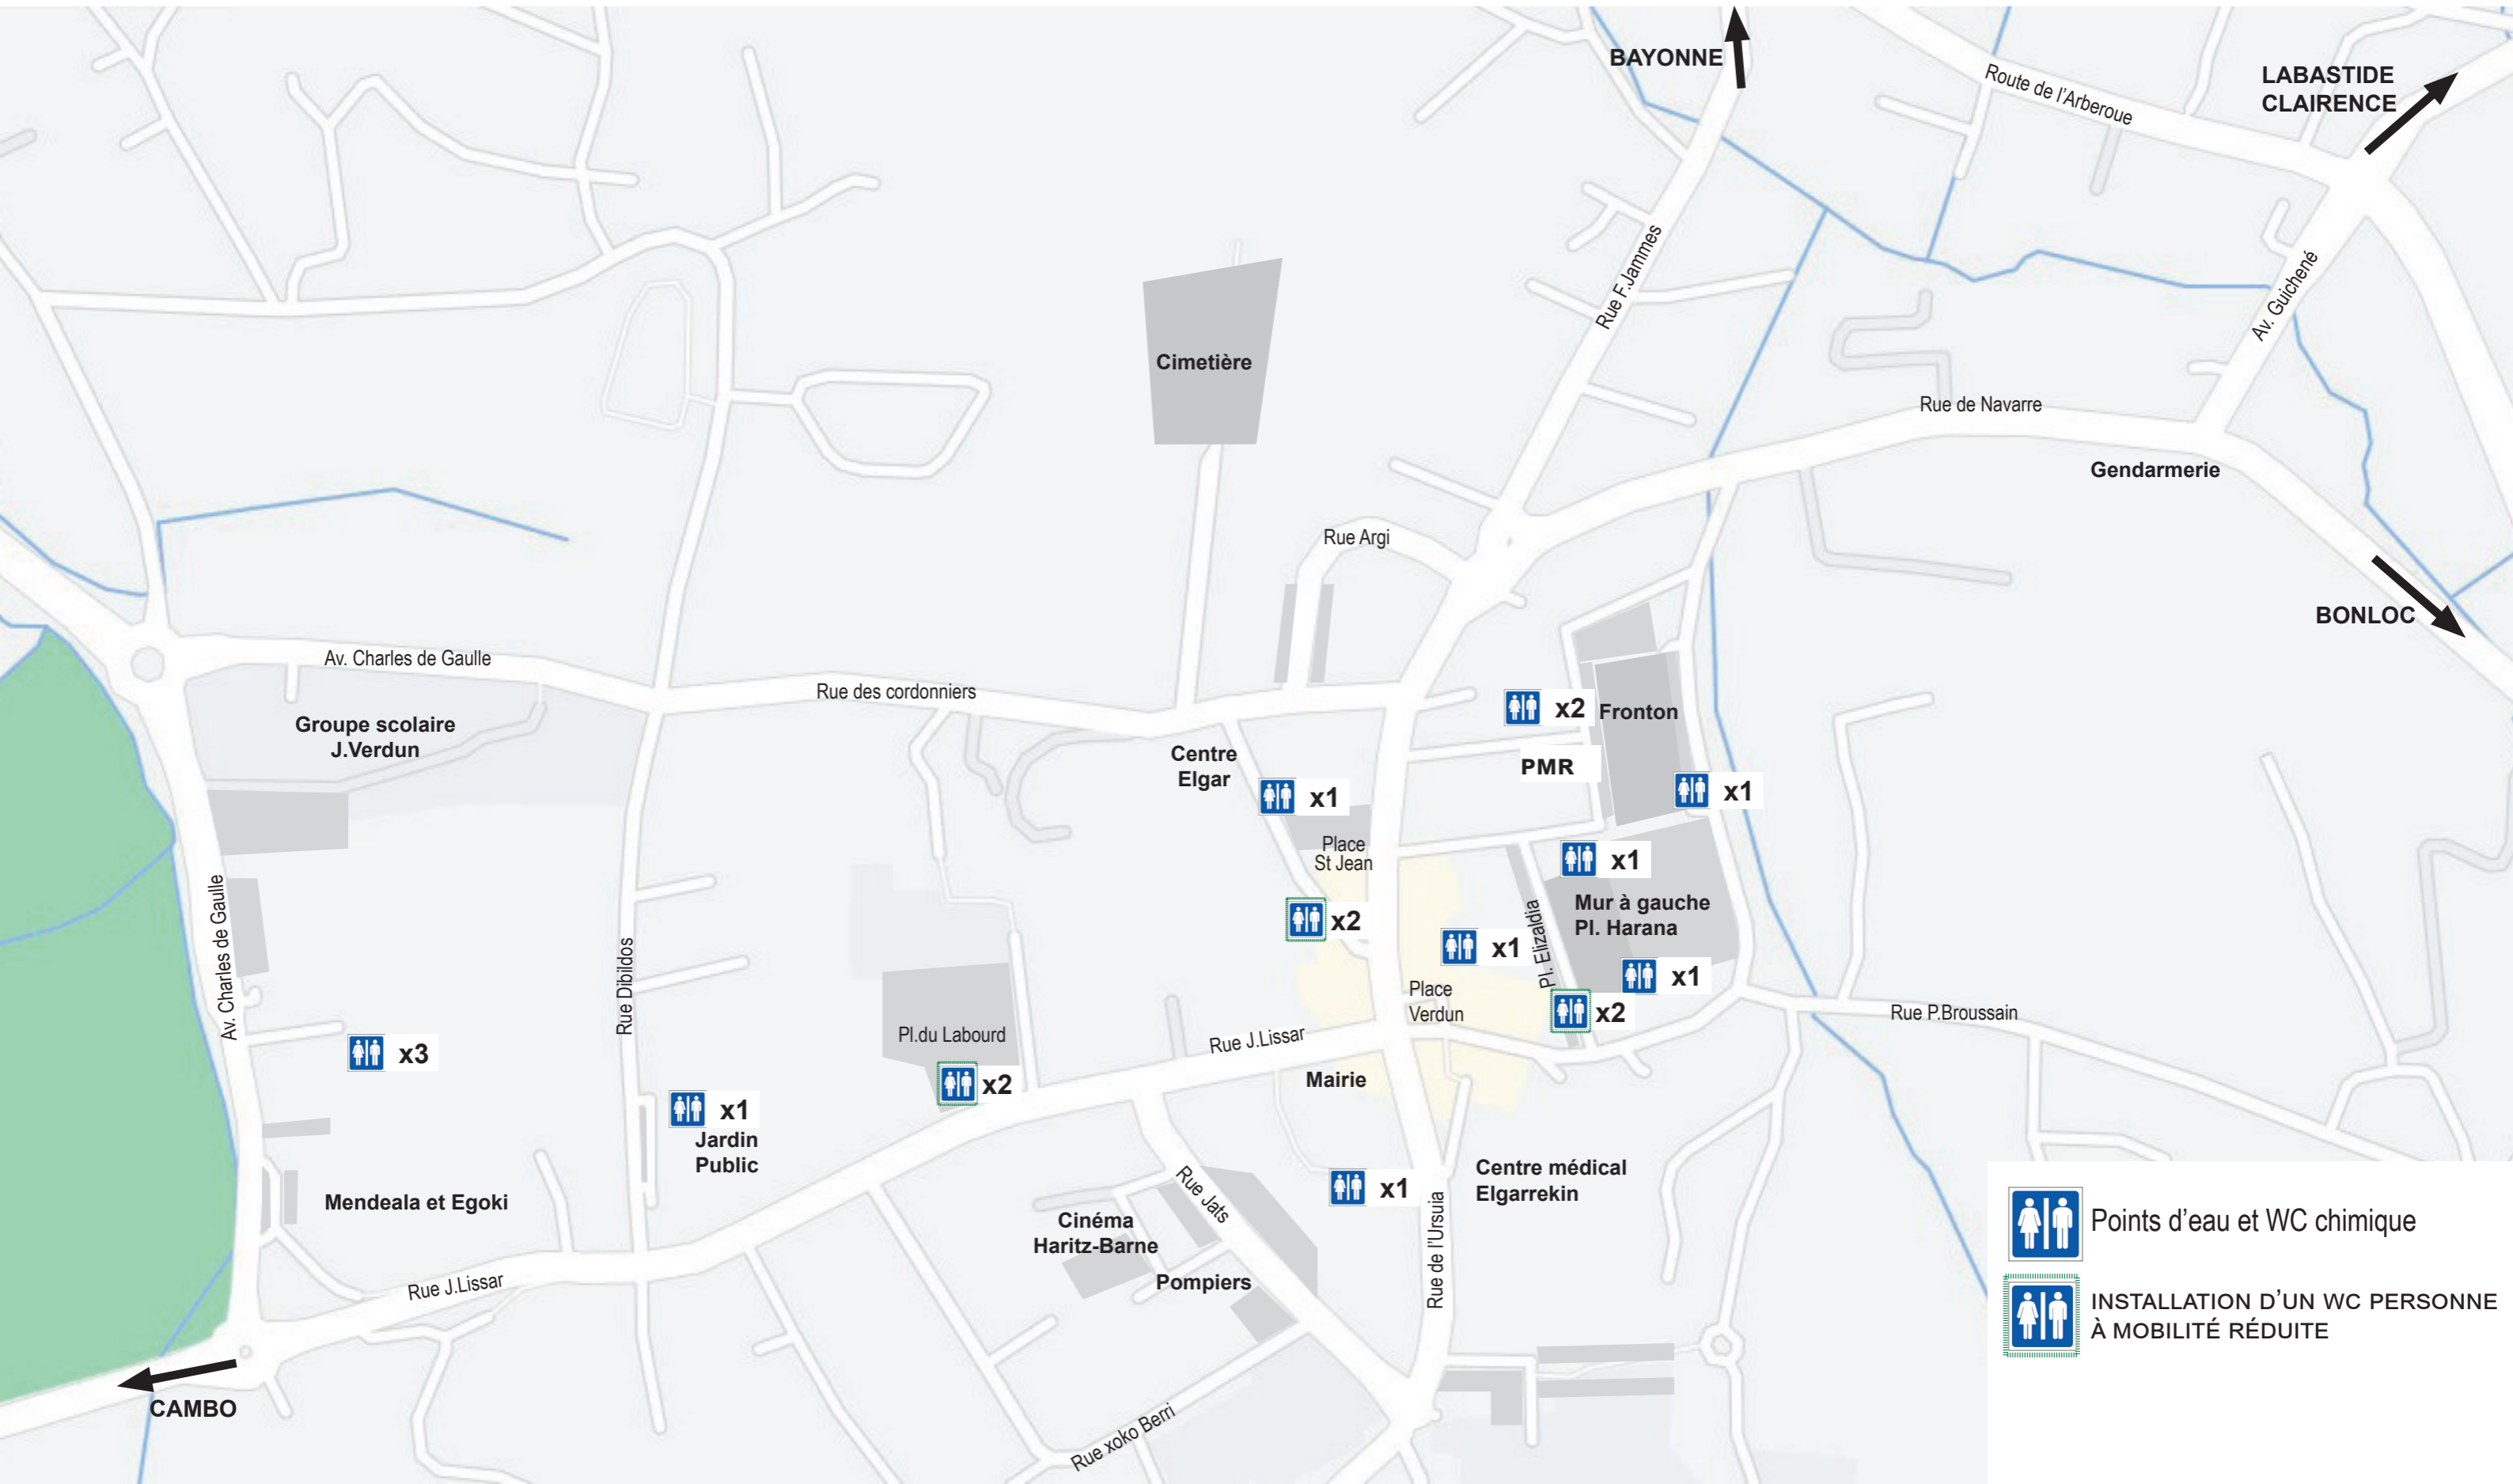 BAYONNE
LABASTIDE
CLAIRENCE
Route de l'Arberoue
Rue F.Jammes
Av. Guichené
Cimetière
Rue de Navarre
Gendarmerie
Rue Argi
BONLOC
Av. Charles de Gaulle
Rue des cordonniers
Groupe scolaire
J.Verdun
x2
Fronton
PMR
Centre
Elgar
x1
x1
Place
St Jean
x1
Mur à gauche
Pl. Harana
x2
x1
Pl. Elizaldia
x1
x2
Place
Verdun
Av. Charles de Gaulle
Rue Dibildos
Rue P.Broussain
Pl.du Labourd
Rue J.Lissar
x3
x2
Mairie
x1
Jardin
Public
Mendeala et Egoki
Centre médical
Elgarrekin
x1
Rue Jats
Rue de l'Ursuia
Cinéma
Haritz-Barne
Pompiers
Rue J.Lissar
CAMBO
Rue xoko Berri
Points d'eau et WC chimique
INSTALLATION D'UN WC PERSONNE
À MOBILITÉ RÉDUITE